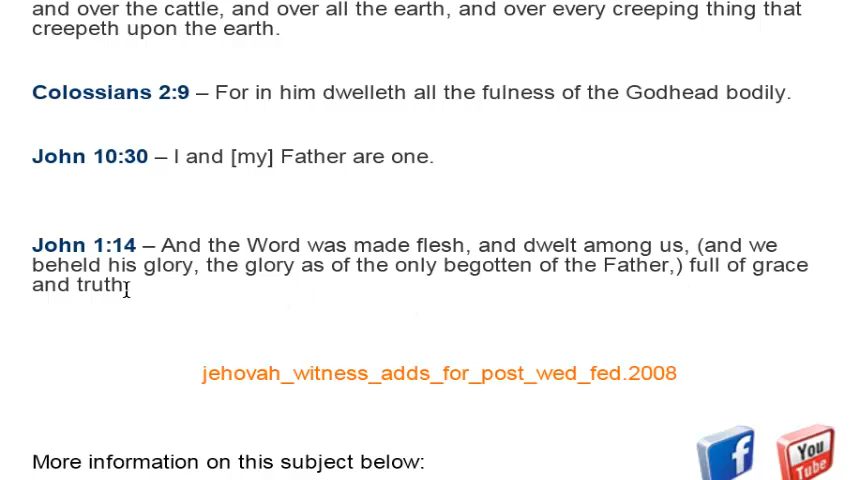 and over the cattle, and over all the earth, and over every creeping thing that
creepeth upon the earth.
Colossians 2:9 – For in him dwelleth all the fulness of the Godhead bodily.
John 10:30 – I and [my] Father are one.
John 1:14 – And the Word was made flesh, and dwelt among us, (and we
beheld his glory, the glory as of the only begotten of the Father,) full of grace
and truth.
jehovah_witness_adds_for_post_wed_fed.2008
More information on this subject below:
f
You
Tube